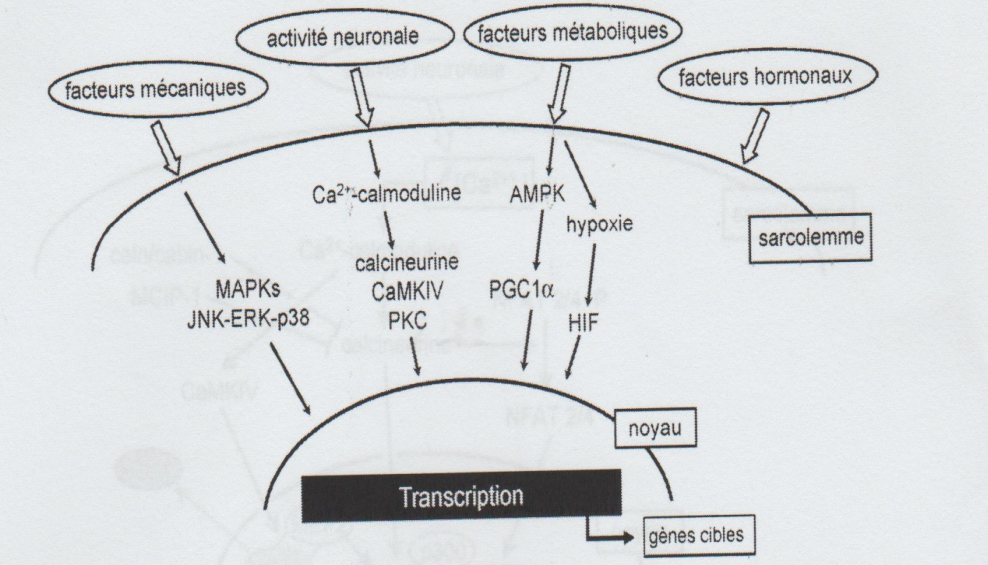 activité neuronale
facteurs métaboliques
facteurs mécaniques
facteurs hormonaux
Ca²⁺-calmoduline
AMPK
hypoxie
sarcolemme
calcineurine
CaMKIV
PKC
MAPKs
JNK-ERK-p38
PGC1α
HIF
noyau
Transcription
gènes cibles